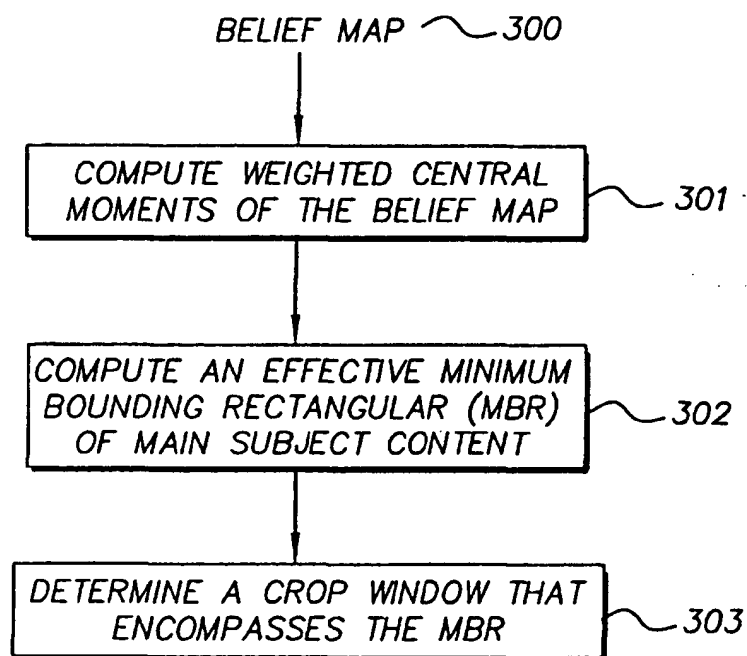 BELIEF MAP 300
COMPUTE WEIGHTED CENTRAL
MOMENTS OF THE BELIEF MAP
301
COMPUTE AN EFFECTIVE MINIMUM
BOUNDING RECTANGULAR (MBR)
OF MAIN SUBJECT CONTENT
302
DETERMINE A CROP WINDOW THAT
ENCOMPASSES THE MBR
303